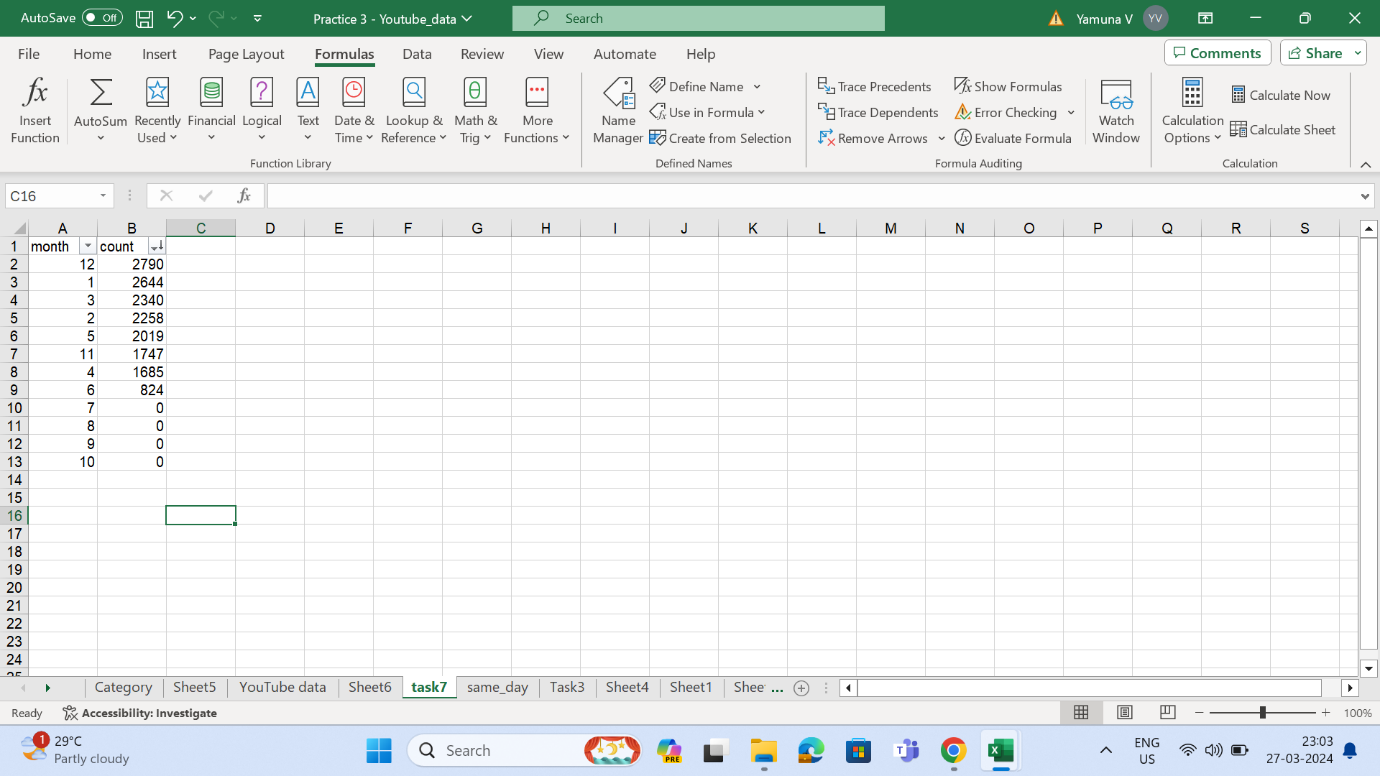 AutoSave Off Practice 3 - Youtube_data Search Yamuna V YV
File Home Insert Page Layout Formulas Data Review View Automate Help Comments Share
fx Insert Function
AutoSum
Recently Used
Financial
Logical
Text
Date & Time
Lookup & Reference
Math & Trig
More Functions
Function Library
Name Manager
Define Name
Use in Formula
Create from Selection
Defined Names
Trace Precedents
Trace Dependents
Remove Arrows
Show Formulas
Error Checking
Evaluate Formula
Formula Auditing
Watch Window
Calculation Options
Calculate Now
Calculate Sheet
Calculation
C16 fx
A B C D E F G H I J K L M N O P Q R S
1 month count
2 12 2790
3 1 2644
4 3 2340
5 2 2258
6 5 2019
7 11 1747
8 4 1685
9 6 824
10 7 0
11 8 0
12 9 0
13 10 0
14
15
16
17
18
19
20
21
22
23
24
25
Category Sheet5 YouTube data Sheet6 task7 same_day Task3 Sheet4 Sheet1 Shee ...
Ready Accessibility: Investigate 100%
1 29°C
Partly cloudy
Search
PRE
ENG
US
23:03
27-03-2024